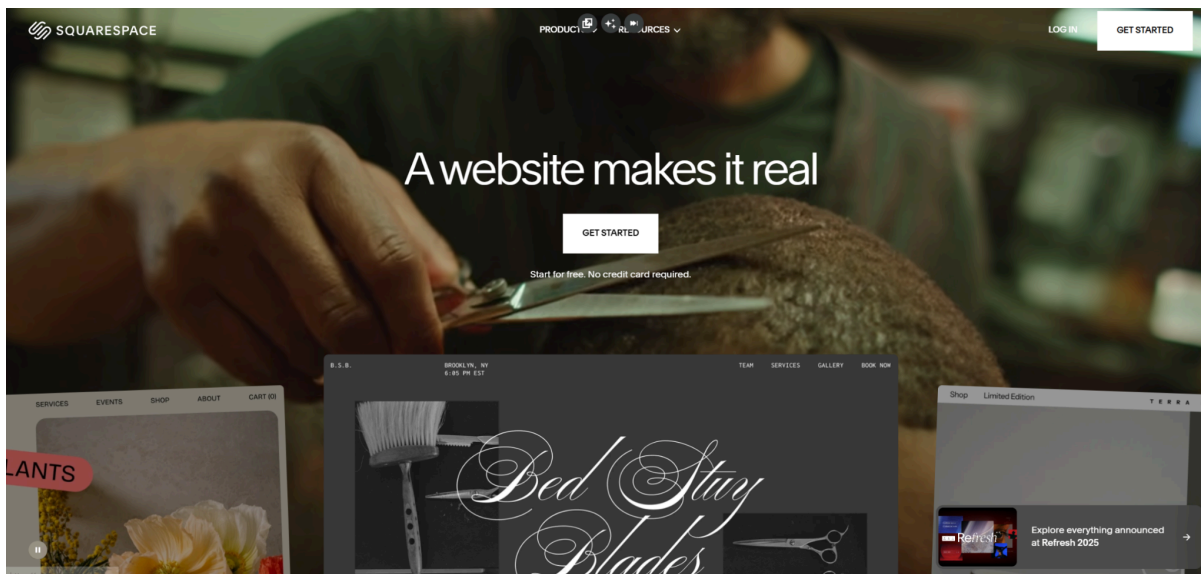 SQUARESPACE
PRODUCTS
RESOURCES
LOG IN
GET STARTED
A website makes it real
GET STARTED
Start for free. No credit card required.
SERVICES EVENTS SHOP ABOUT CART (0)
LANTS
B.S.B.
BROOKLYN, NY
6:05 PM EST
TEAM SERVICES GALLERY BOOK NOW
Bed Stuy
Blades
Shop Limited Edition
TERRA
Refresh
Explore everything announced
at Refresh 2025